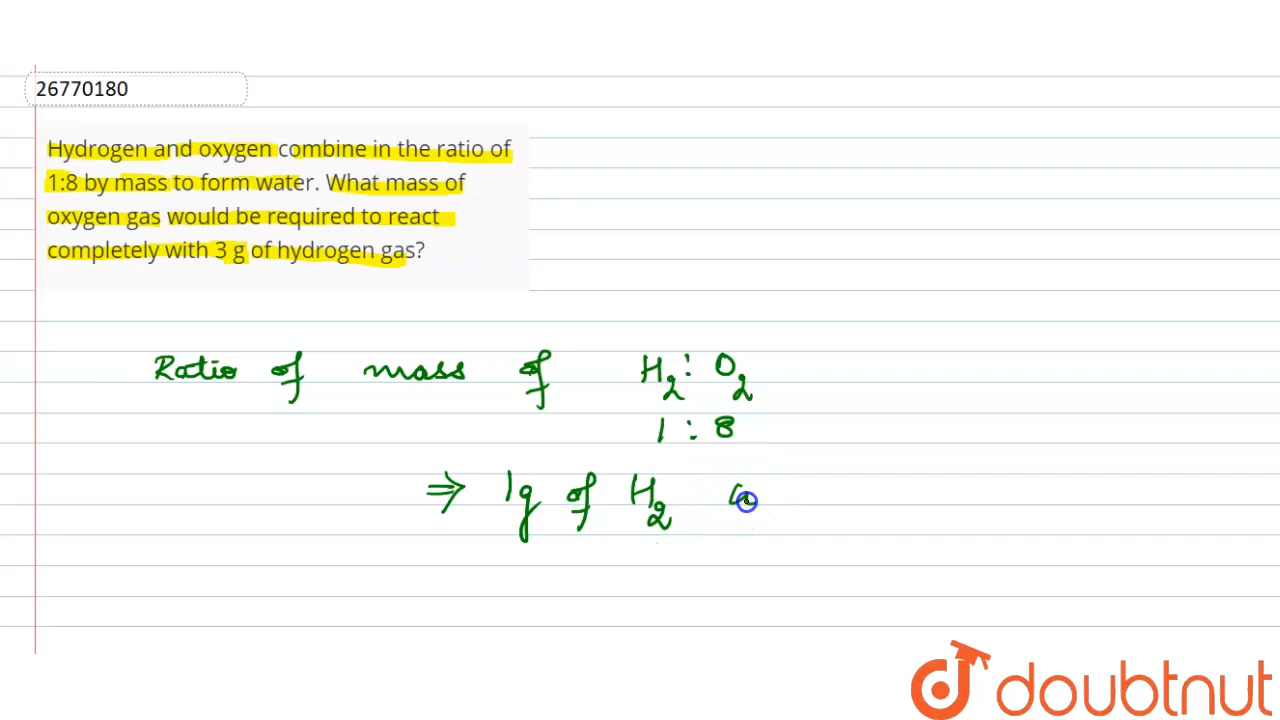 26770180
Hydrogen and oxygen combine in the ratio of
1:8 by mass to form water. What mass of
oxygen gas would be required to react
completely with 3 g of hydrogen gas?
Ratio of mass of H₂ : O₂
1 : 8
⇒ 1g of H₂
doubtnut